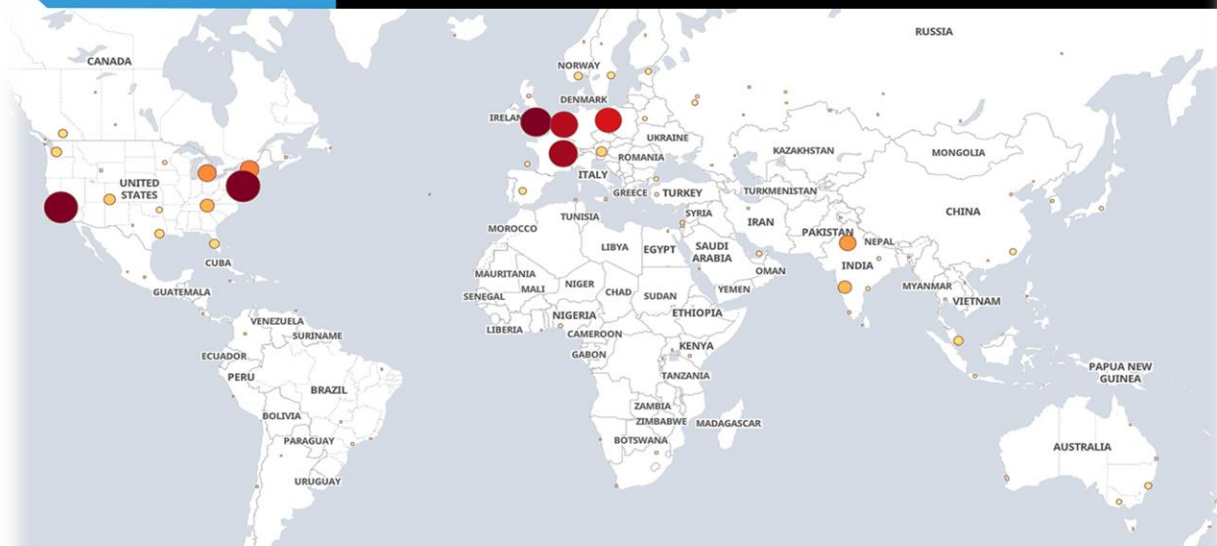 RUSSIA
CANADA
NORWAY
DENMARK
IRELAN
UKRAINE
KAZAKHSTAN
MONGOLIA
ROMANIA
ITALY
UNITED
STATES
GREECE
TURKEY
TURKMENISTAN
CHINA
SYRIA
TUNISIA
IRAN
MOROCCO
PAKISTAN
NEPAL
LIBYA
EGYPT
SAUDI
ARABIA
CUBA
INDIA
OMAN
MAURITANIA
MALI
NIGER
CHAD
SUDAN
YEMEN
MYANMAR
GUATEMALA
SENEGAL
VIETNAM
ETHIOPIA
NIGERIA
VENEZUELA
LIBERIA
CAMEROON
SURINAME
KENYA
ECUADOR
GABON
PERU
TANZANIA
PAPUA NEW
GUINEA
BRAZIL
ZAMBIA
BOLIVIA
ZIMBABWE
MADAGASCAR
PARAGUAY
BOTSWANA
AUSTRALIA
URUGUAY